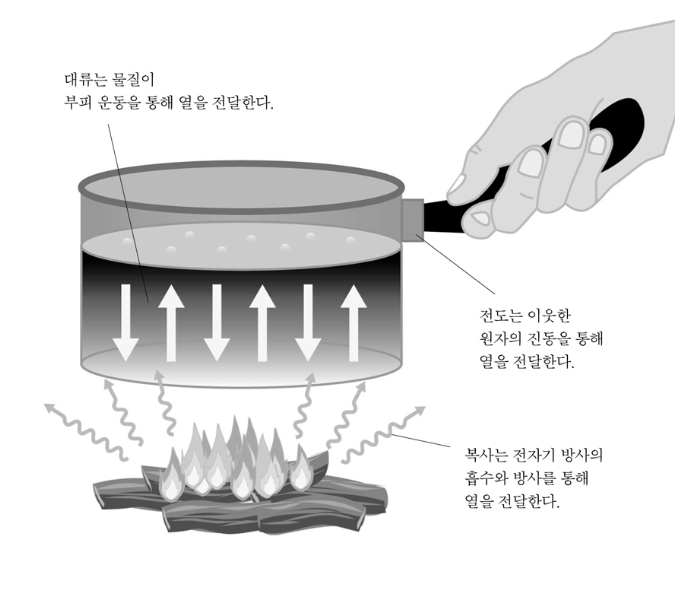 대류는 물질이
부피 운동을 통해 열을 전달한다.
전도는 이웃한
원자의 진동을 통해
열을 전달한다.
복사는 전자기 방사의
흡수와 방사를 통해
열을 전달한다.